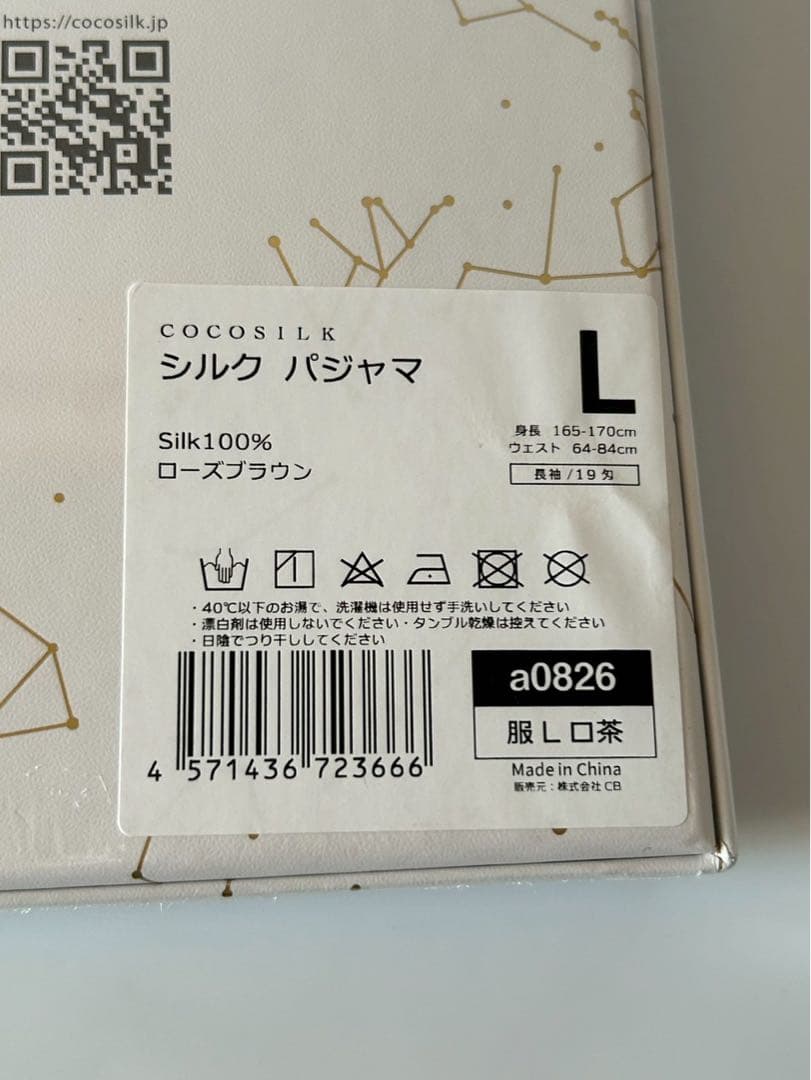 https://cocosilk.jp
COCOSILK
シルク パジャマ
L
Silk100%
ローズブラウン
身長 165-170cm
ウェスト 64-84cm
長袖/19匁
・40℃以下のお湯で、洗濯機は使用せず手洗いしてください
・漂白剤は使用しないでください・タンブル乾燥は控えてください
・日陰でつり干ししてください
4 571436 723666
a0826
服L口茶
Made in China
販売元：株式会社CB